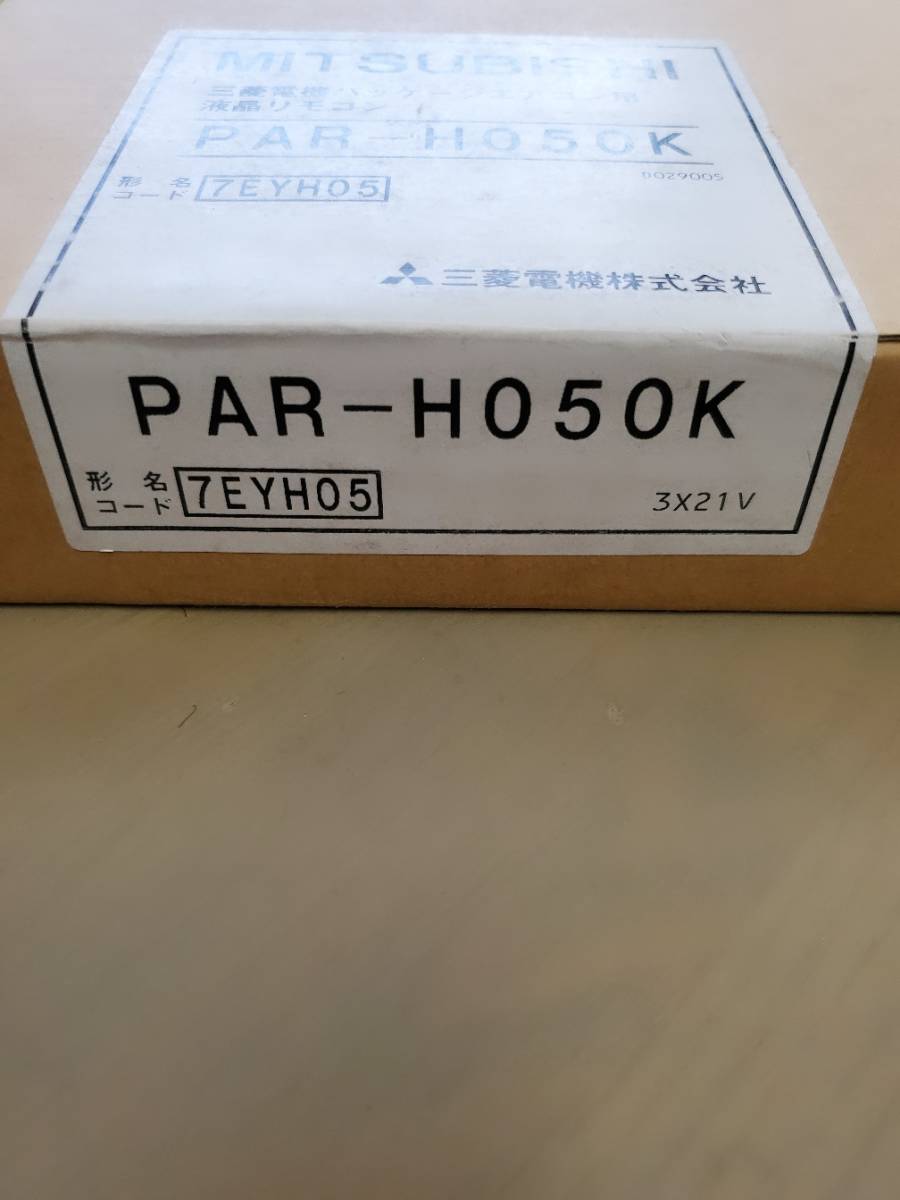 MITSUBISHI
三菱電機パッケージエアコン用
液晶リモコン
PAR-H050K
形名
コード 7EYH05
D029005
三菱電機株式会社
PAR-H050K
形名
コード 7EYH05
3X21V